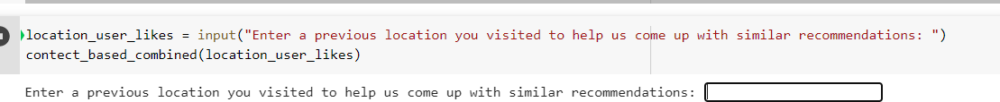 location_user_likes = input("Enter a previous location you visited to help us come up with similar recommendations: ")
contect_based_combined(location_user_likes)
Enter a previous location you visited to help us come up with similar recommendations: